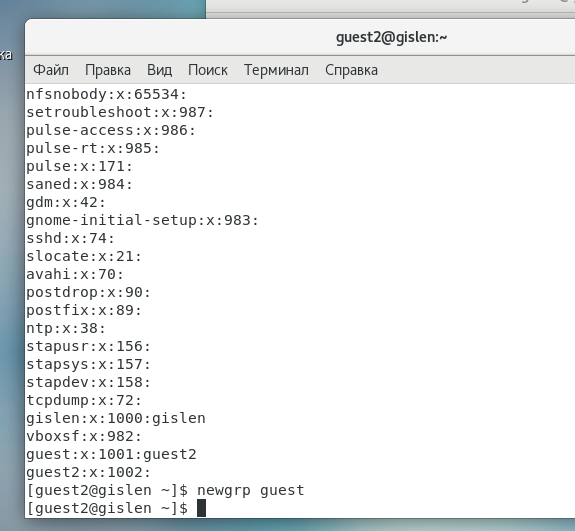 ка
guest2@gislen:~
Файл Правка Вид Поиск Терминал Справка
nfsnobody:x:65534:
setroubleshoot:x:987:
pulse-access:x:986:
pulse-rt:x:985:
pulse:x:171:
saned:x:984:
gdm:x:42:
gnome-initial-setup:x:983:
sshd:x:74:
slocate:x:21:
avahi:x:70:
postdrop:x:90:
postfix:x:89:
ntp:x:38:
stapusr:x:156:
stapsys:x:157:
stapdev:x:158:
tcpdump:x:72:
gislen:x:1000:gislen
vboxsf:x:982:
guest:x:1001:guest2
guest2:x:1002:
[guest2@gislen ~]$ newgrp guest
[guest2@gislen ~]$